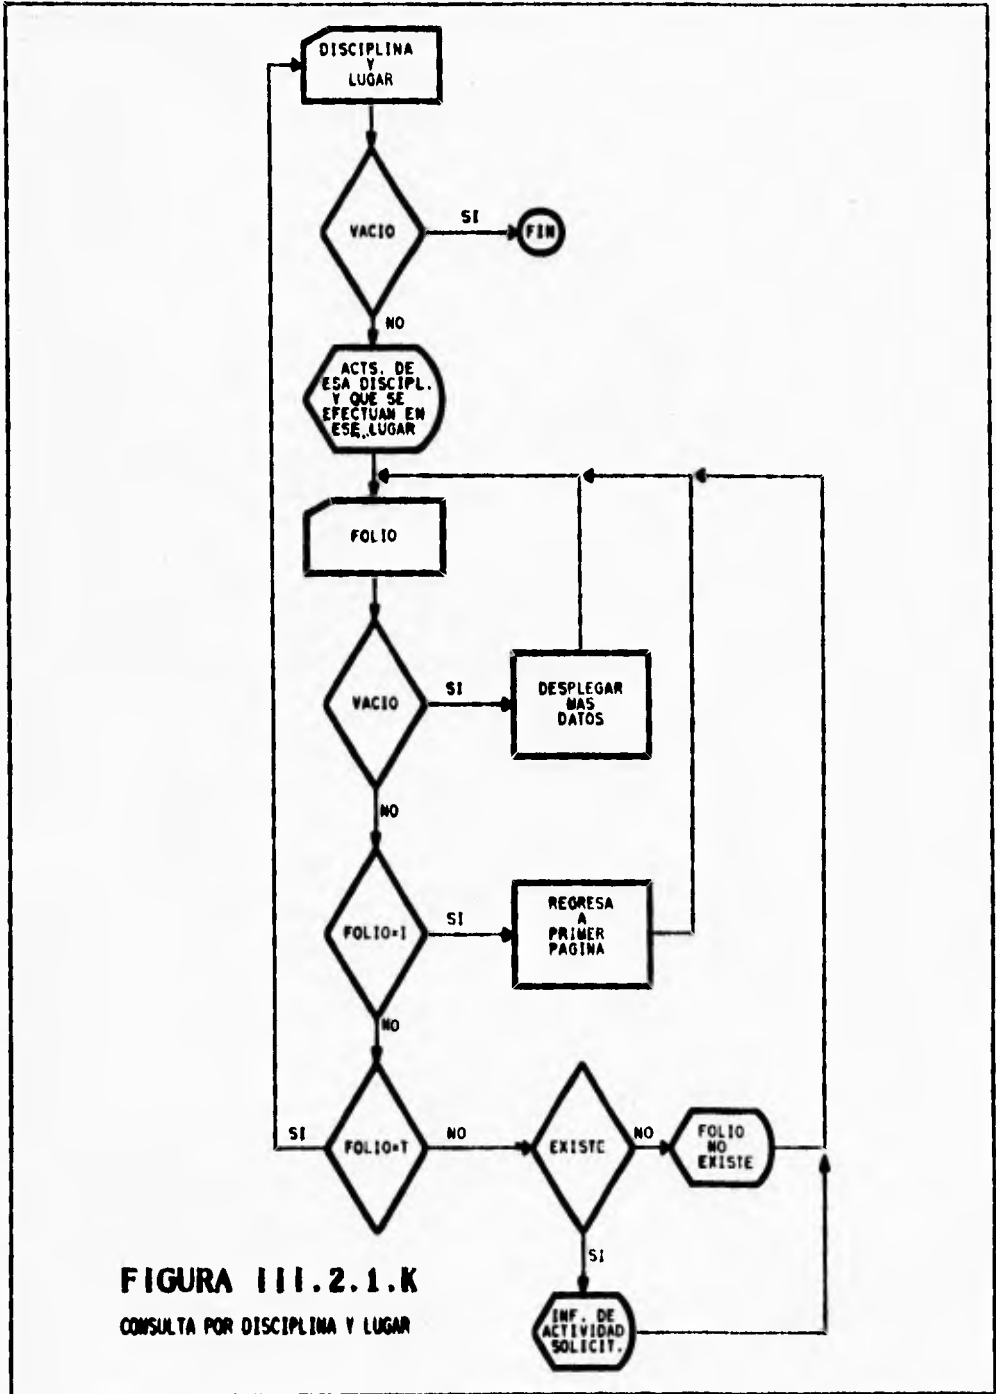 DISCIPLINA
Y
LUGAR
VACIO
SI
FIN
NO
ACTS. DE
ESA DISCIPL.
Y QUE SE
EFECTUAN EN
ESE, LUGAR
FOLIO
VACIO
SI
DESPLEGAR
MAS
DATOS
NO
FOLIO=I
SI
REGRESA
A
PRIMER
PAGINA
NO
SI
FOLIO=T
NO
EXISTE
NO
FOLIO
NO
EXISTE
SI
INF. DE
ACTIVIDAD
SOLICIT.
FIGURA III.2.1.K
CONSULTA POR DISCIPLINA Y LUGAR